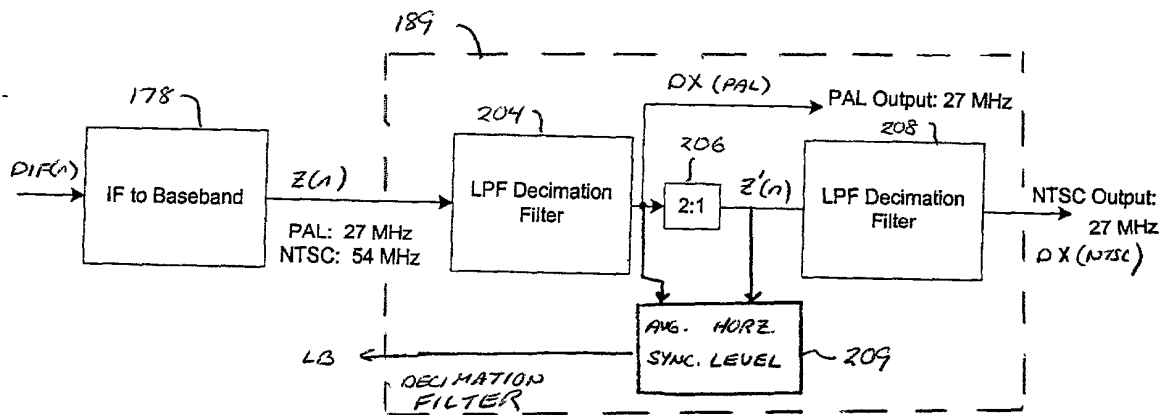 189
178
DIF(n)
IF to Baseband
Z(n)
PAL: 27 MHz
NTSC: 54 MHz
204
LPF Decimation
Filter
DX (PAL)
PAL Output: 27 MHz
206
2:1
Z'(n)
208
LPF Decimation
Filter
NTSC Output:
27 MHz
DX (NTSC)
AVG. HORZ.
SYNC. LEVEL
209
LB
DECIMATION
FILTER